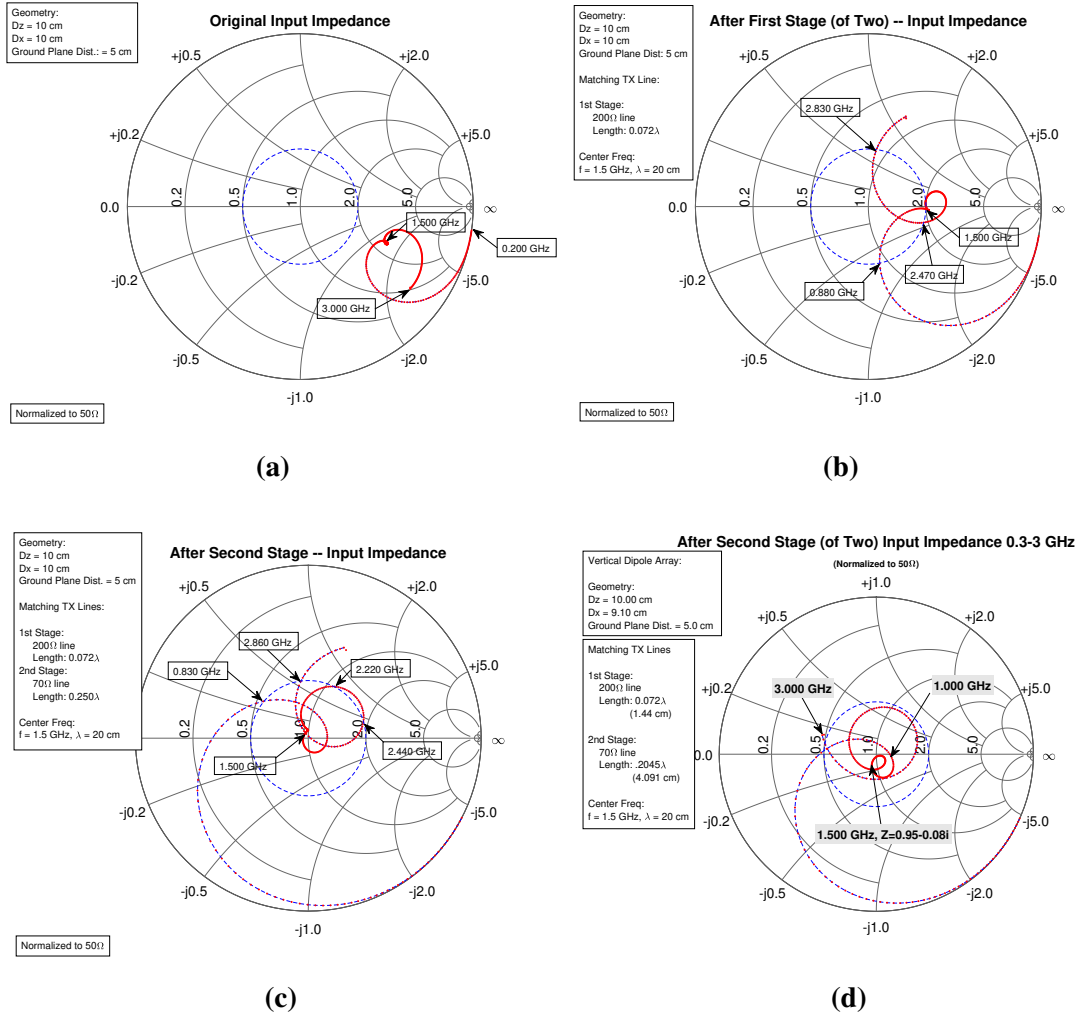 Geometry:
Dz = 10 cm
Dx = 10 cm
Ground Plane Dist.: = 5 cm
Original Input Impedance
+j1.0
+j0.5
+j2.0
+j0.2
+j5.0
0.0
0.2
0.5
1.0
2.0
5.0
∞
1.500 GHz
0.200 GHz
3.000 GHz
-j0.2
-j5.0
-j0.5
-j2.0
-j1.0
Normalized to 50Ω
(a)
Geometry:
Dz = 10 cm
Dx = 10 cm
Ground Plane Dist: 5 cm
Matching TX Line:
1st Stage:
200Ω line
Length: 0.072λ
Center Freq:
f = 1.5 GHz, λ = 20 cm
After First Stage (of Two) -- Input Impedance
+j1.0
+j0.5
+j2.0
+j0.2
+j5.0
2.830 GHz
0.0
0.2
0.5
1.0
2.0
5.0
∞
1.500 GHz
2.470 GHz
0.880 GHz
-j0.2
-j5.0
-j0.5
-j2.0
-j1.0
Normalized to 50Ω
(b)
Geometry:
Dz = 10 cm
Dx = 10 cm
Ground Plane Dist. = 5 cm
Matching TX Lines:
1st Stage:
200Ω line
Length: 0.072λ
2nd Stage:
70Ω line
Length: 0.250λ
Center Freq:
f = 1.5 GHz, λ = 20 cm
After Second Stage -- Input Impedance
+j1.0
+j0.5
+j2.0
+j5.0
2.860 GHz
0.830 GHz
2.220 GHz
0.2
0.5
1.0
2.0
5.0
∞
2.440 GHz
1.500 GHz
-j0.2
-j5.0
-j0.5
-j2.0
-j1.0
Normalized to 50Ω
(c)
After Second Stage (of Two) Input Impedance 0.3-3 GHz
(Normalized to 50Ω)
Vertical Dipole Array:
Geometry:
Dz = 10.00 cm
Dx = 9.10 cm
Ground Plane Dist. = 5.0 cm
Matching TX Lines
1st Stage:
200Ω line
Length: 0.072λ
(1.44 cm)
2nd Stage:
70Ω line
Length: .2045λ
(4.091 cm)
Center Freq:
f = 1.5 GHz, λ = 20 cm
+j1.0
+j0.5
+j2.0
+j0.2
+j5.0
3.000 GHz
1.000 GHz
0.0
0.2
0.5
1.0
2.0
5.0
∞
1.500 GHz, Z=0.95-0.08i
-j0.2
-j5.0
-j0.5
-j2.0
-j1.0
(d)